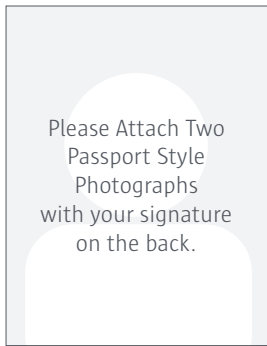 Please Attach Two
Passport Style
Photographs
with your signature
on the back.